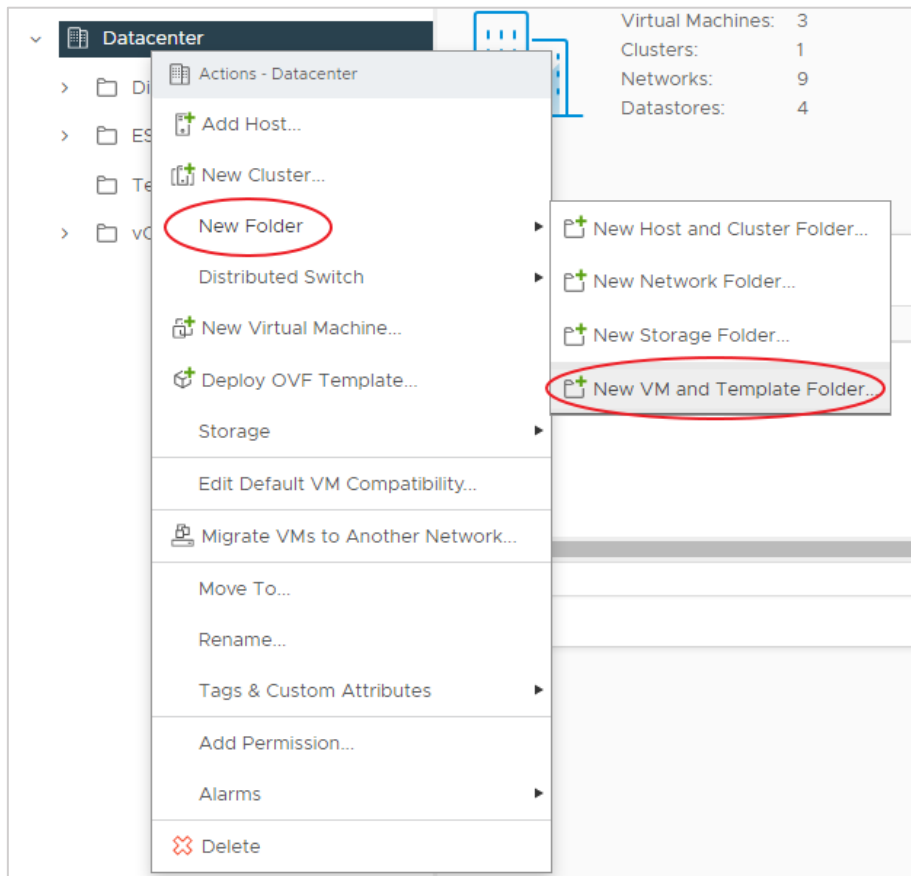 Datacenter
Virtual Machines: 3
Clusters: 1
Networks: 9
Datastores: 4
Actions - Datacenter
Add Host...
New Cluster...
New Folder
Distributed Switch
New Virtual Machine...
Deploy OVF Template...
Storage
Edit Default VM Compatibility...
Migrate VMs to Another Network...
Move To...
Rename...
Tags & Custom Attributes
Add Permission...
Alarms
Delete
New Host and Cluster Folder...
New Network Folder...
New Storage Folder...
New VM and Template Folder...